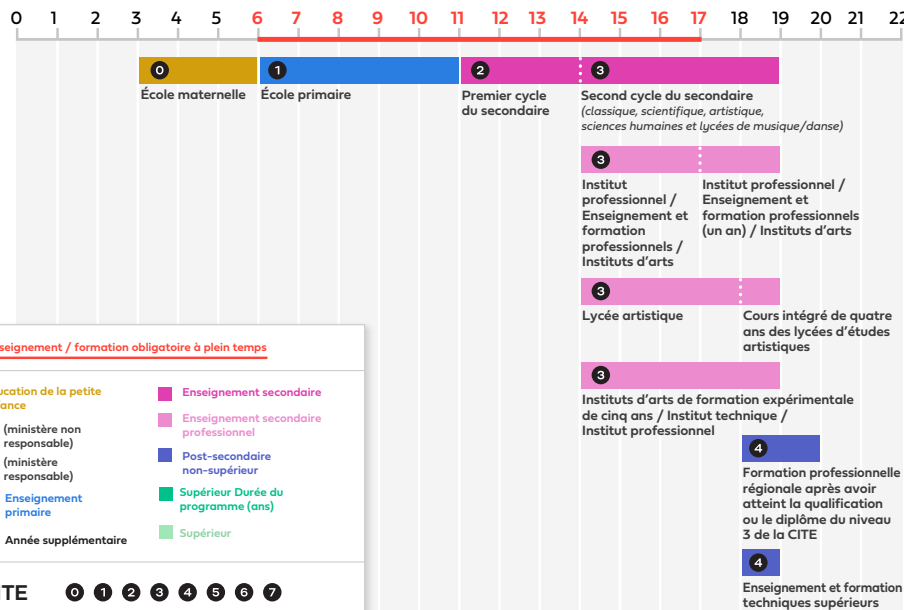 0 1 2 3 4 5 6 7 8 9 10 11 12 13 14 15 16 17 18 19 20 21 22
0 1 2 3
École maternelle École primaire Premier cycle
du secondaire
Second cycle du secondaire
(classique, scientifique, artistique,
sciences humaines et lycées de musique/danse)
3
Institut
professionnel /
Enseignement et
formation
professionnels /
Instituts d'arts
Institut professionnel /
Enseignement et
formation professionnels
(un an) / Instituts d'arts
3
Lycée artistique
Cours intégré de quatre
ans des lycées d'études
artistiques
3
Instituts d'arts de formation expérimentale
de cinq ans / Institut technique /
Institut professionnel
4
Formation professionnelle
régionale après avoir
atteint la qualification
ou le diplôme du niveau
3 de la CITE
4
Enseignement et formation
techniques supérieurs
seignement / formation obligatoire à plein temps
ucation de la petite
ance
(ministère non
responsable)
(ministère
responsable)
Enseignement
primaire
Année supplémentaire
Enseignement secondaire
Enseignement secondaire
professionnel
Post-secondaire
non-supérieur
Supérieur Durée du
programme (ans)
Supérieur
ITE 0 1 2 3 4 5 6 7